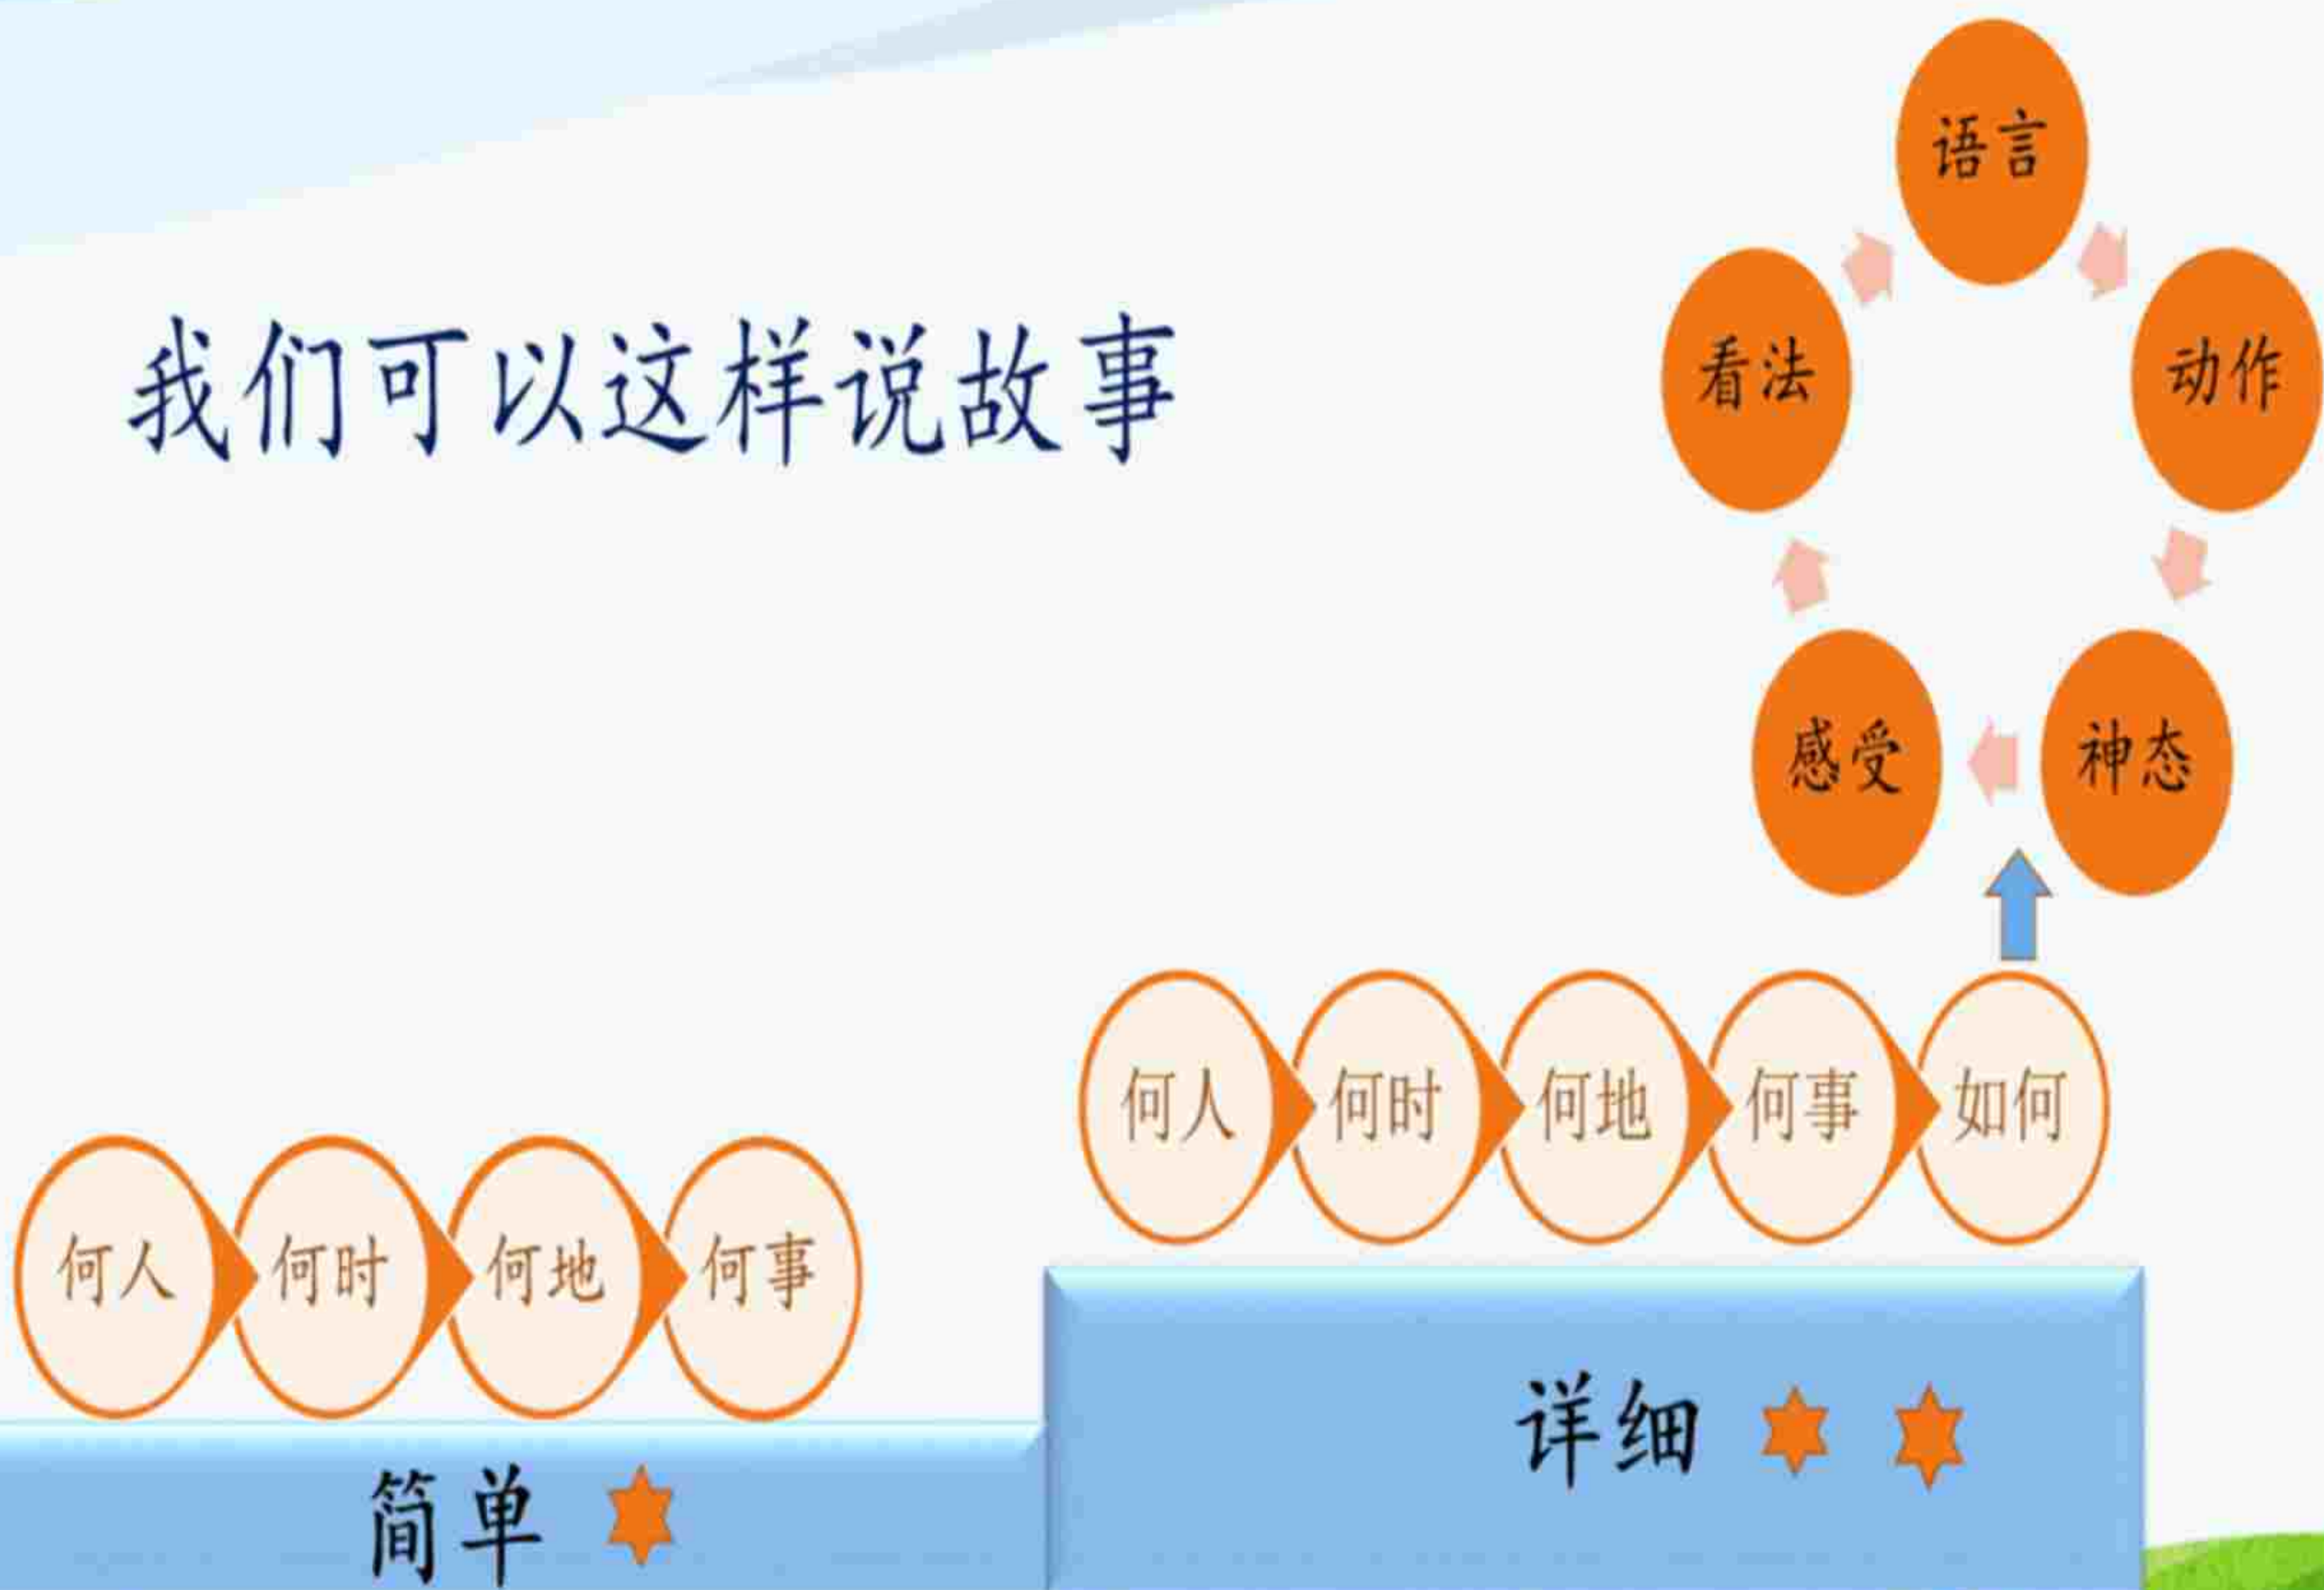 我们可以这样说故事
语言
动作
神态
感受
看法
何人 何时 何地 何事
简单
何人 何时 何地 何事 如何
详细